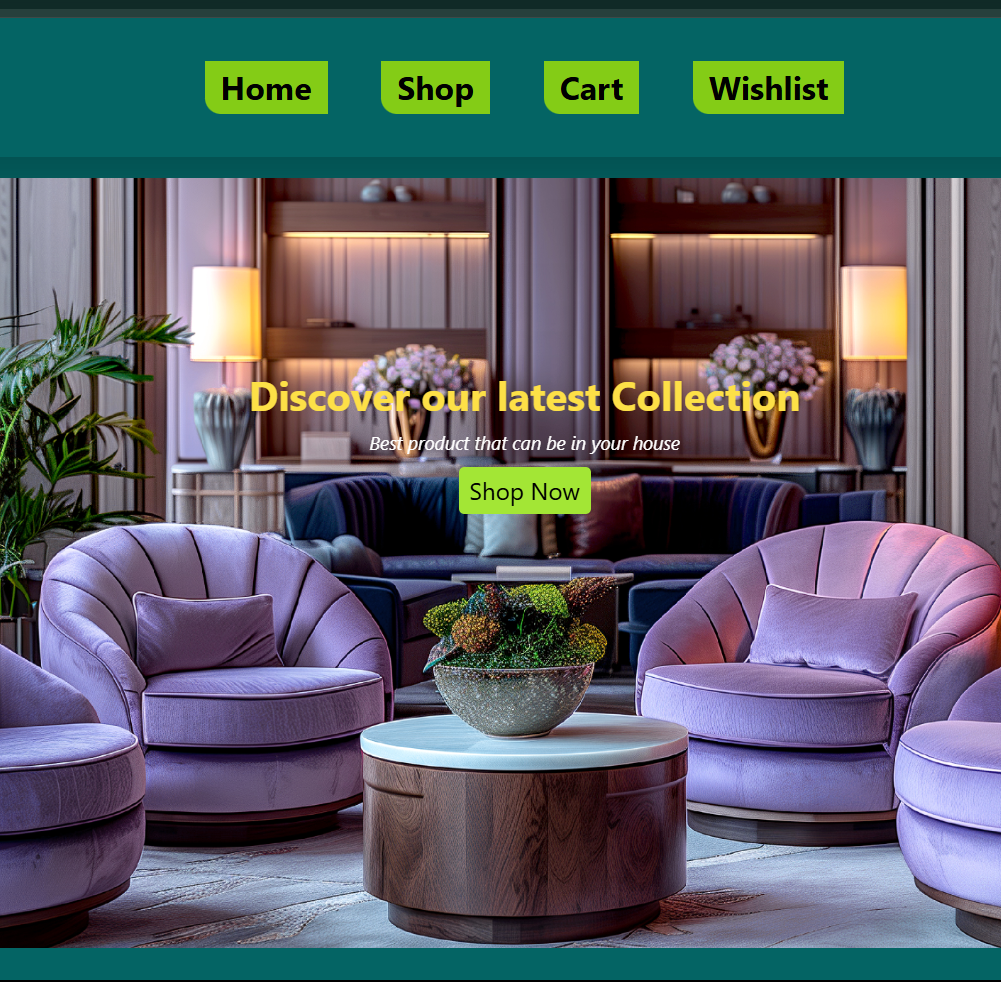 Home Shop Cart Wishlist
Discover our latest Collection
Best product that can be in your house
Shop Now